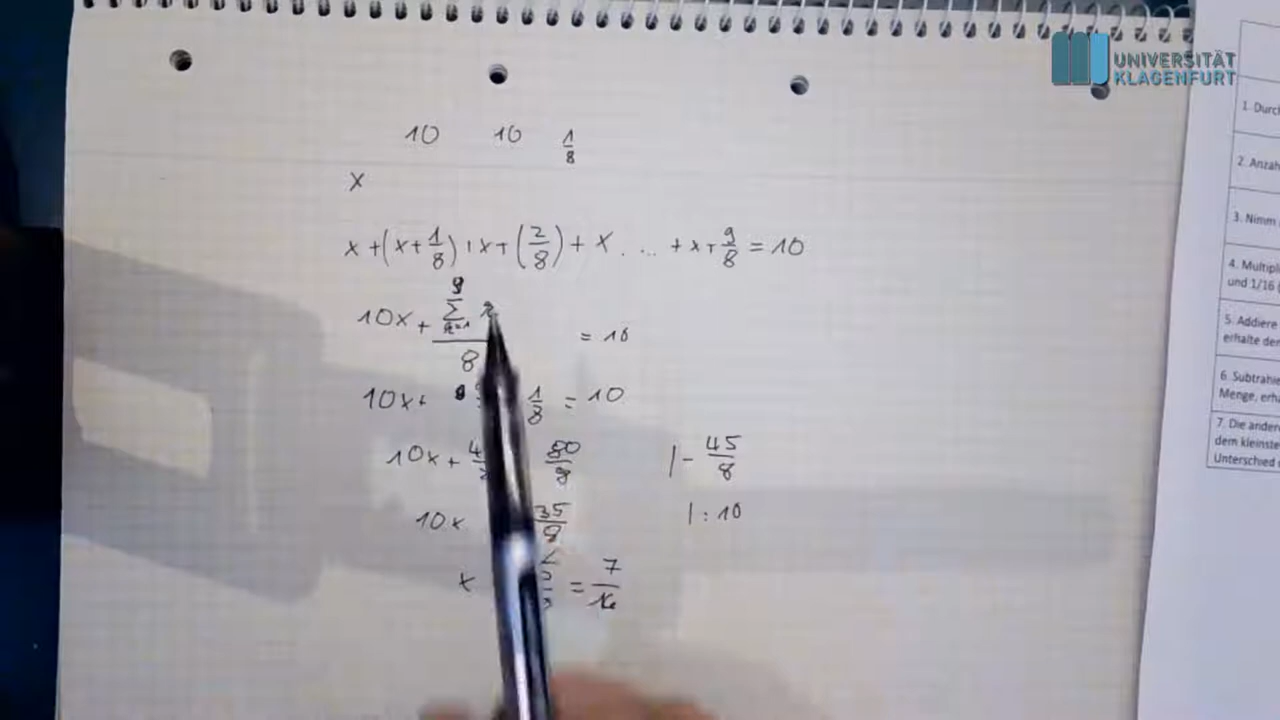 UNIVERSITÄT
KLAGENFURT
10 10 1/8
x
x + (x + 1/8) + x + (2/8) + x . ... + x + 9/8 = 10
10x + = 10
8
10x + 1/8 = 10
10x + 80/8 | - 45/8
10x 35/8 | : 10
x = 7/16
1. Durch
2. Anzah
3. Nimm
4. Multipl
und 1/16 (
5. Addiere
erhalte der
6. Subtrahie
Menge, erha
7. Die andere
dem kleinste
Unterschied